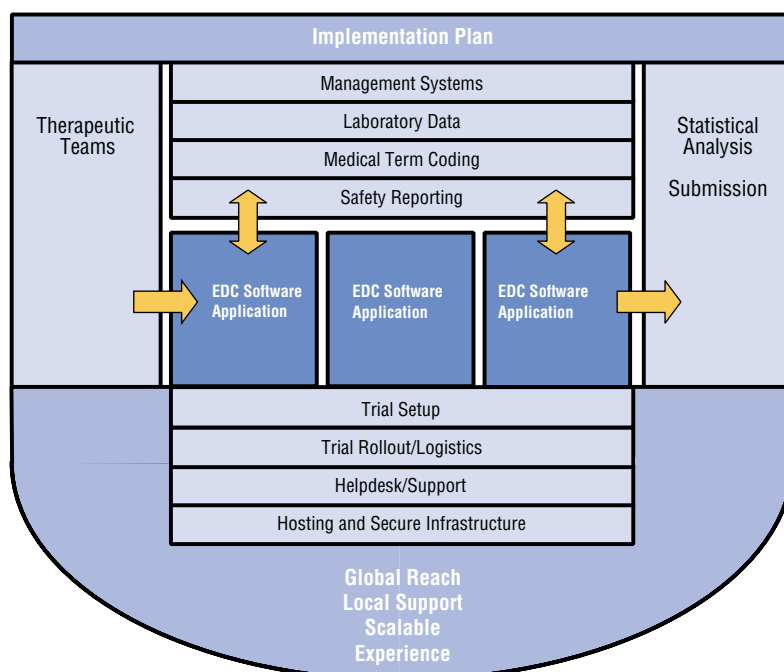 Implementation Plan
Therapeutic
Teams
Management Systems
Laboratory Data
Medical Term Coding
Safety Reporting
Statistical
Analysis
Submission
EDC Software
Application
EDC Software
Application
EDC Software
Application
Trial Setup
Trial Rollout/Logistics
Helpdesk/Support
Hosting and Secure Infrastructure
Global Reach
Local Support
Scalable
Experience